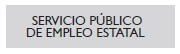 SERVICIO PÚBLICO
DE EMPLEO ESTATAL